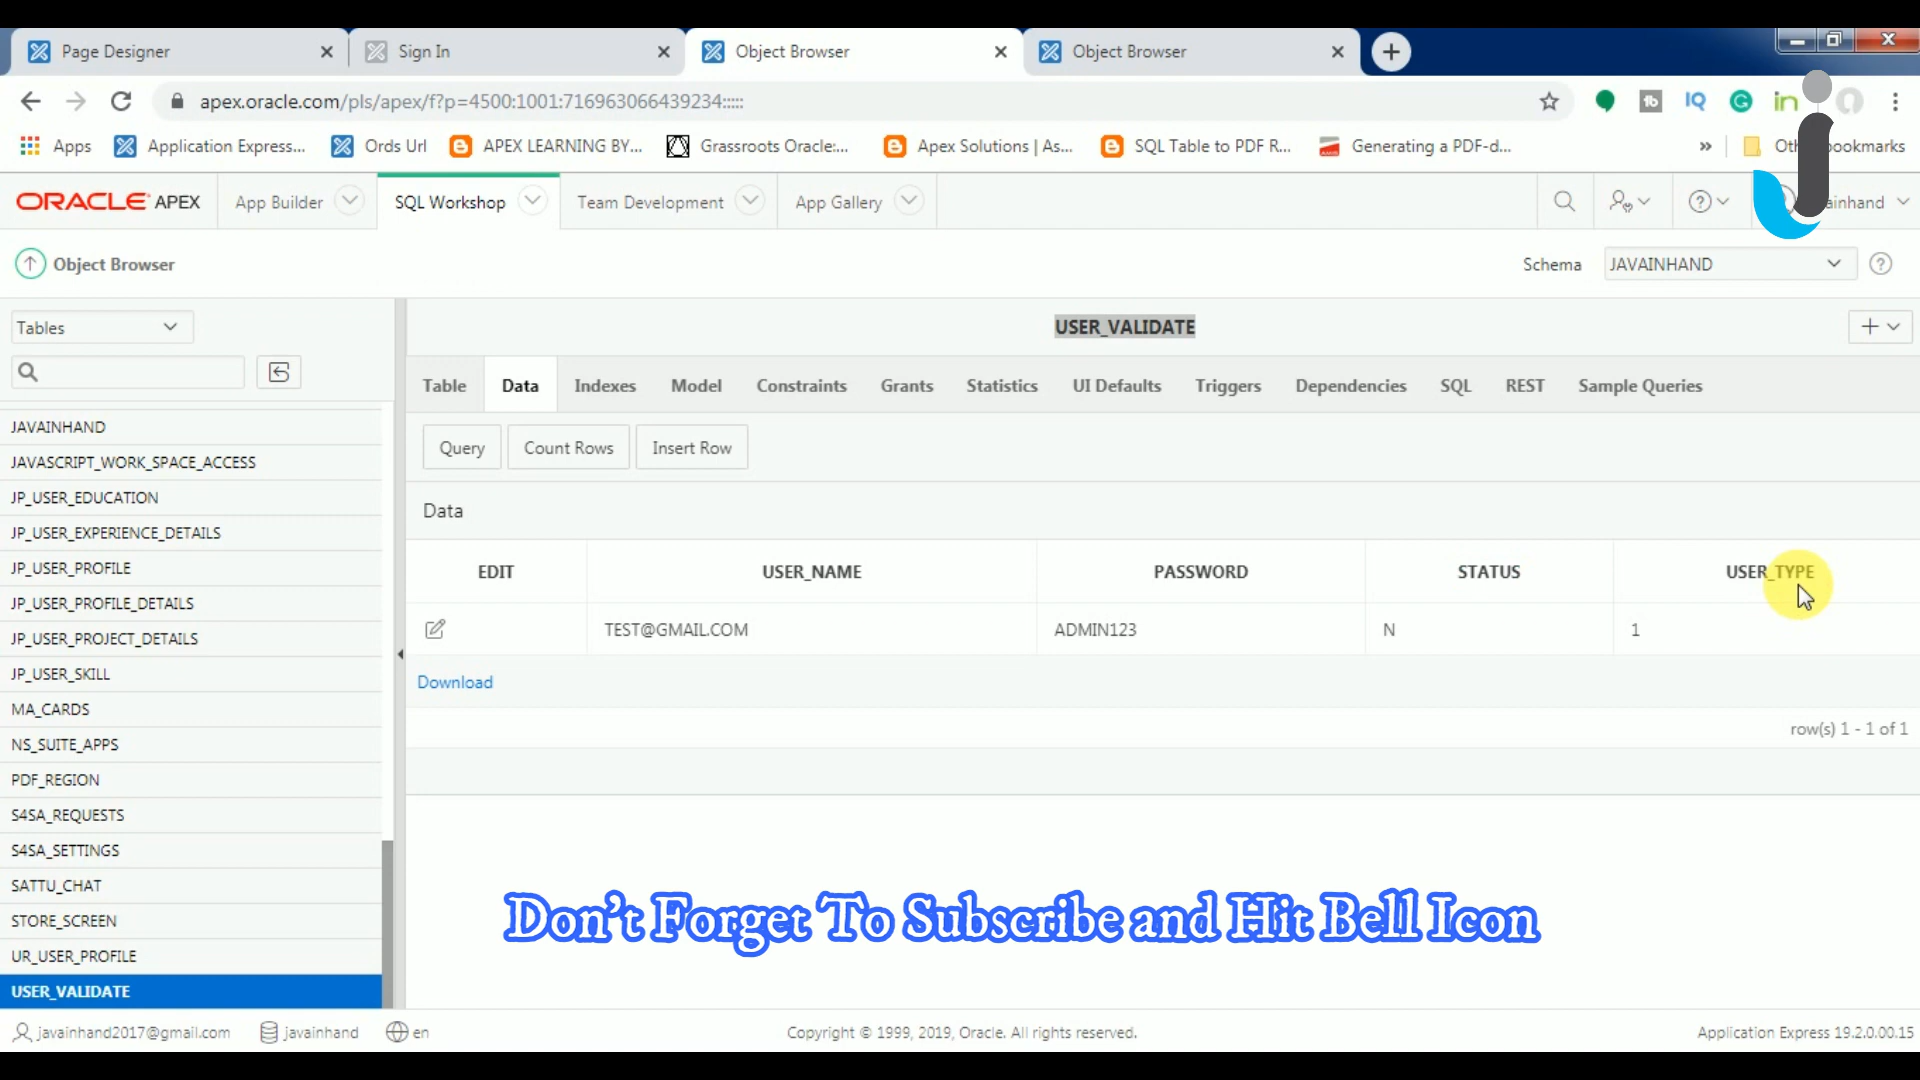 Page Designer
Sign In
Object Browser
Object Browser
apex.oracle.com/pls/apex/f?p=4500:1001:716963066439234:::::
Apps
Application Express...
Ords Url
APEX LEARNING BY...
Grassroots Oracle:...
Apex Solutions | As...
SQL Table to PDF R...
Generating a PDF-d...
»
bookmarks
ORACLE APEX
App Builder
SQL Workshop
Team Development
App Gallery
ainhand
Object Browser
Schema
JAVAINHAND
Tables
USER_VALIDATE
Table
Data
Indexes
Model
Constraints
Grants
Statistics
UI Defaults
Triggers
Dependencies
SQL
REST
Sample Queries
Query
Count Rows
Insert Row
Data
EDIT
USER_NAME
PASSWORD
STATUS
USER_TYPE
TEST@GMAIL.COM
ADMIN123
N
1
Download
row(s) 1 - 1 of 1
JAVAINHAND
JAVASCRIPT_WORK_SPACE_ACCESS
JP_USER_EDUCATION
JP_USER_EXPERIENCE_DETAILS
JP_USER_PROFILE
JP_USER_PROFILE_DETAILS
JP_USER_PROJECT_DETAILS
JP_USER_SKILL
MA_CARDS
NS_SUITE_APPS
PDF_REGION
S4SA_REQUESTS
S4SA_SETTINGS
SATTU_CHAT
STORE_SCREEN
UR_USER_PROFILE
USER_VALIDATE
Don't Forget To Subscribe and Hit Bell Icon
javainhand2017@gmail.com
javainhand
en
Copyright © 1999, 2019, Oracle. All rights reserved.
Application Express 19.2.0.00.15